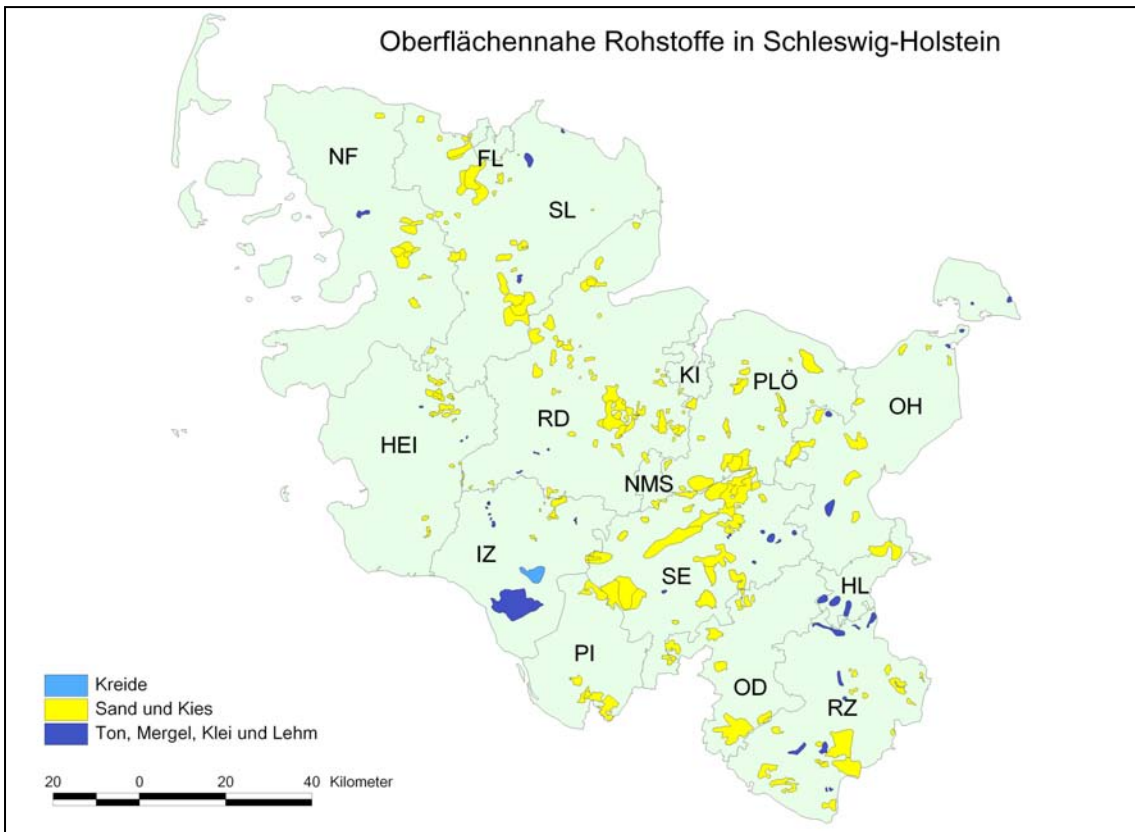 Oberflächennahe Rohstoffe in Schleswig-Holstein
NF
FL
SL
KI
PLÖ
OH
RD
HEI
NMS
IZ
SE
HL
PI
OD
RZ
Kreide
Sand und Kies
Ton, Mergel, Klei und Lehm
20 0 20 40 Kilometer